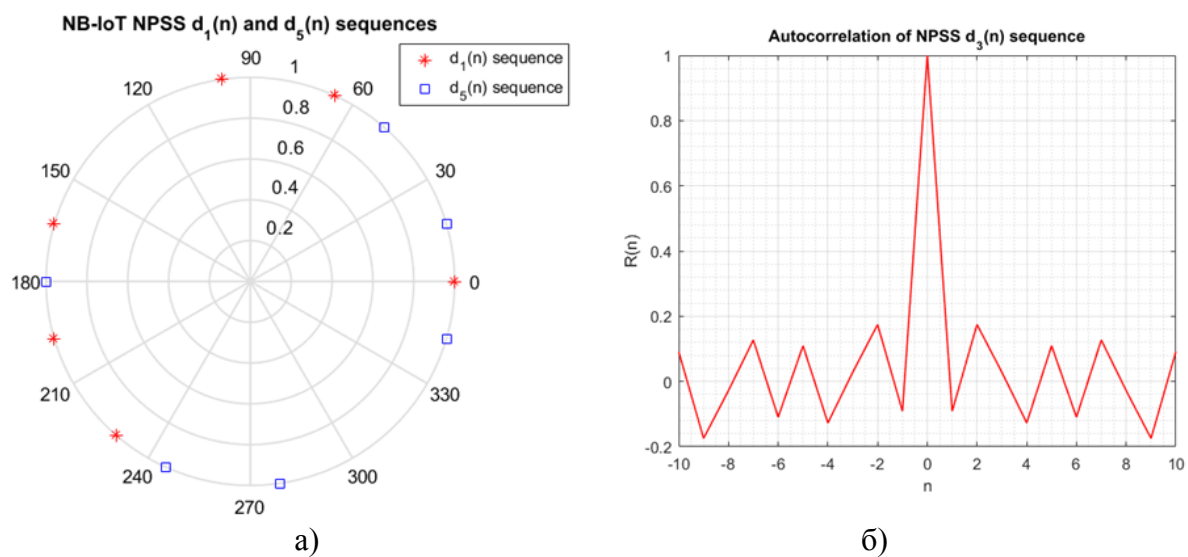 NB-IoT NPSS d₁(n) and d₅(n) sequences
d₁(n) sequence
d₅(n) sequence
90
120
60
150
30
180
0
210
330
240
300
270
1
0.8
0.6
0.4
0.2
а)
Autocorrelation of NPSS d₃(n) sequence
R(n)
1
0.8
0.6
0.4
0.2
0
-0.2
-10 -8 -6 -4 -2 0 2 4 6 8 10
n
б)